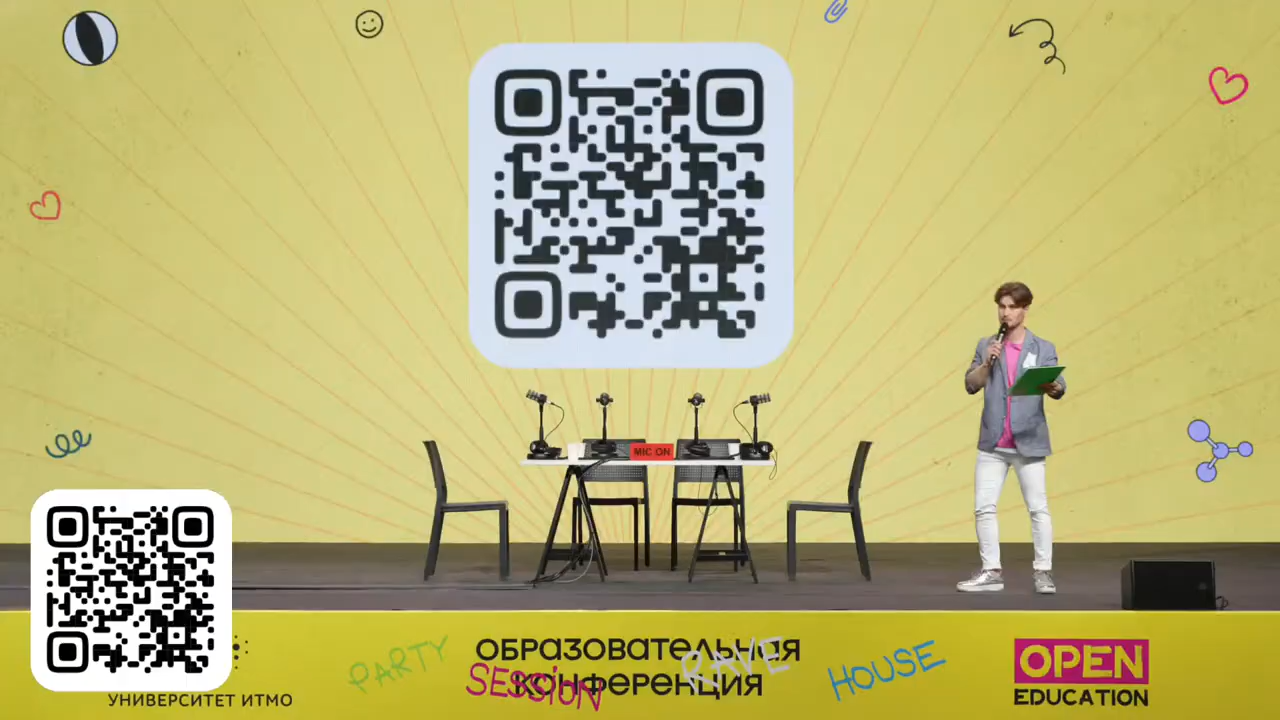 MIC ON
PARTY
SESSION
ОБРАЗОВАТЕЛЬНАЯ
КОНФЕРЕНЦИЯ
RAVE
HOUSE
OPEN
EDUCATION
УНИВЕРСИТЕТ ИТМО